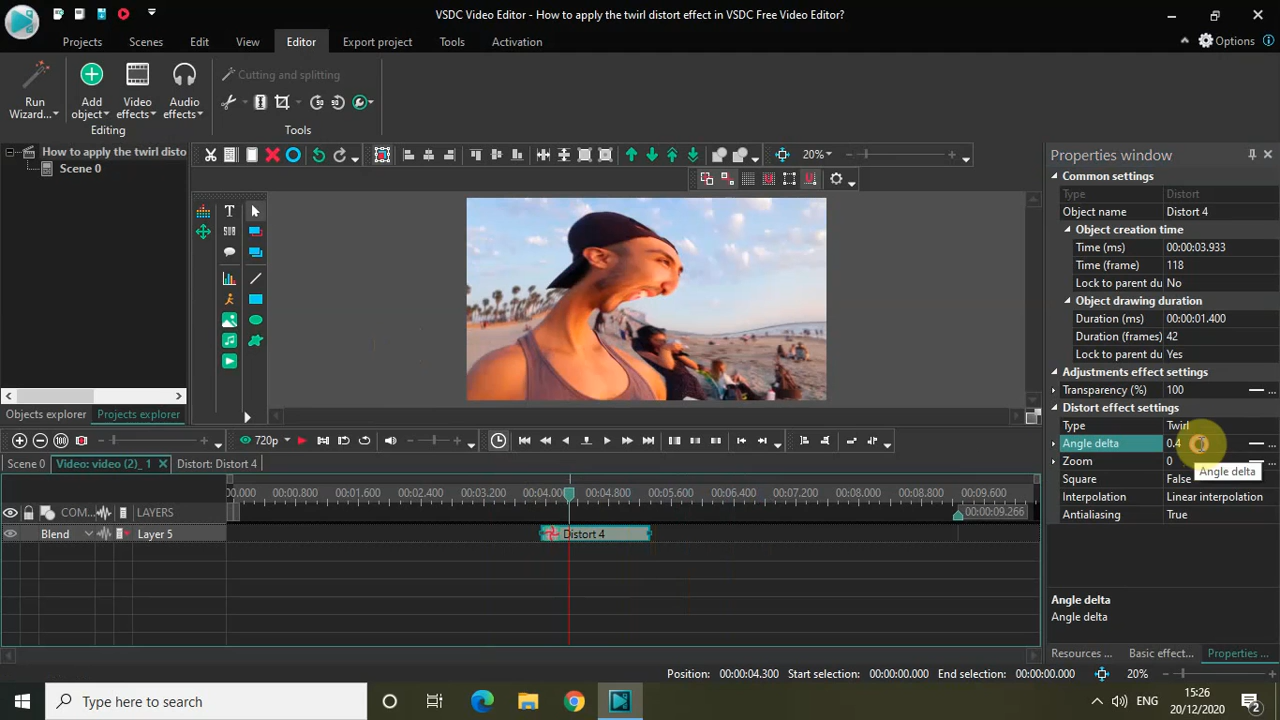 VSDC Video Editor - How to apply the twirl distort effect in VSDC Free Video Editor?
Projects Scenes Edit View Editor Export project Tools Activation
Options
Run Wizard...
Add object
Video effects
Audio effects
Cutting and splitting
Editing
Tools
How to apply the twirl disto
Scene 0
20%
Properties window
Common settings
Type Distort
Object name Distort 4
Object creation time
Time (ms) 00:00:03.933
Time (frame) 118
Lock to parent du No
Object drawing duration
Duration (ms) 00:00:01.400
Duration (frames) 42
Lock to parent du Yes
Adjustments effect settings
Transparency (%) 100 ...
Distort effect settings
Type Twirl
Angle delta 0.4 ...
Zoom 0
Angle delta
Square False
Interpolation Linear interpolation
Antialiasing True
Angle delta
Angle delta
Resources ... Basic effect... Properties ...
T
SUB
Objects explorer Projects explorer
720p
Scene 0 Video: video (2)_ 1 Distort: Distort 4
0.000 00:00.800 00:01.600 00:02.400 00:03.200 00:04.000 00:04.800 00:05.600 00:06.400 00:07.200 00:08.000 00:08.800 00:09.600
COM... LAYERS
00:00:09.266
Blend Layer 5 Distort 4
Position: 00:00:04.300 Start selection: 00:00:00.000 End selection: 00:00:00.000 20%
Type here to search
ENG
15:26
20/12/2020
2